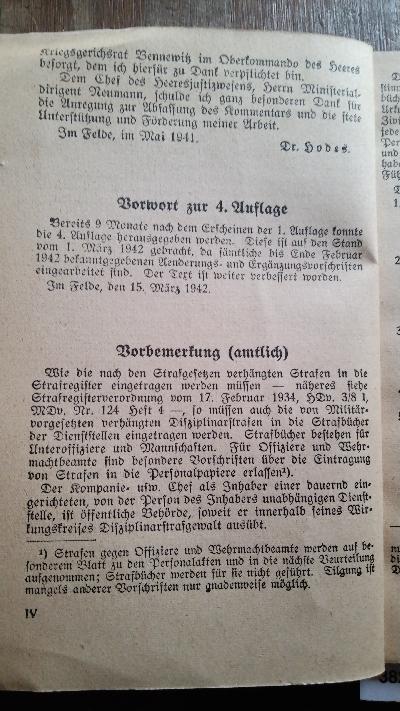 Kriegsgerichsrat Bennewitz im Oberkommando des Heeres
besorgt, dem ich hierfür zu Dank verpflichtet bin.
Dem Chef des Heeresjustizwesens, Herrn Ministerial-
dirigent Neumann, schulde ich ganz besonderen Dank für
die Anregung zur Abfassung des Kommentars und die stete
Unterstützung und Förderung meiner Arbeit.
Im Felde, im Mai 1941.
Dr. Hodes.
Vorwort zur 4. Auflage
Bereits 9 Monate nach dem Erscheinen der 1. Auflage konnte
die 4. Auflage herausgegeben werden. Diese ist auf den Stand
vom 1. März 1942 gebracht, da sämtliche bis Ende Februar
1942 bekanntgegebenen Aenderungs- und Ergänzungsvorschriften
eingearbeitet sind. Der Text ist weiter verbessert worden.
Im Felde, den 15. März 1942.
Vorbemerkung (amtlich)
Wie die nach den Strafgesetzen verhängten Strafen in die
Strafregister eingetragen werden müssen — näheres siehe
Strafregisterverordnung vom 17. Februar 1934, HDv. 3/8 I,
MDv. Nr. 124 Heft 4 —, so müssen auch die von Militär-
vorgesetzten verhängten Disziplinarstrafen in die Strafbücher
der Dienststellen eingetragen werden. Strafbücher bestehen für
Unteroffiziere und Mannschaften. Für Offiziere und Wehr-
machtbeamte sind besondere Vorschriften über die Eintragung
von Strafen in die Personalpapiere erlassen¹).
Der Kompanie- usw. Chef als Inhaber einer dauernd ein-
gerichteten, von der Person des Inhabers unabhängigen Dienst-
stelle, ist öffentliche Behörde, soweit er innerhalb seines Wir-
kungskreises Disziplinarstrafgewalt ausübt.
¹) Strafen gegen Offiziere und Wehrmachtbeamte werden auf be-
sonderem Blatt zu den Personalakten und in die nächste Beurteilung
aufgenommen; Strafbücher werden für sie nicht geführt. Tilgung ist
mangels anderer Vorschriften nur gnadenweise möglich.
IV